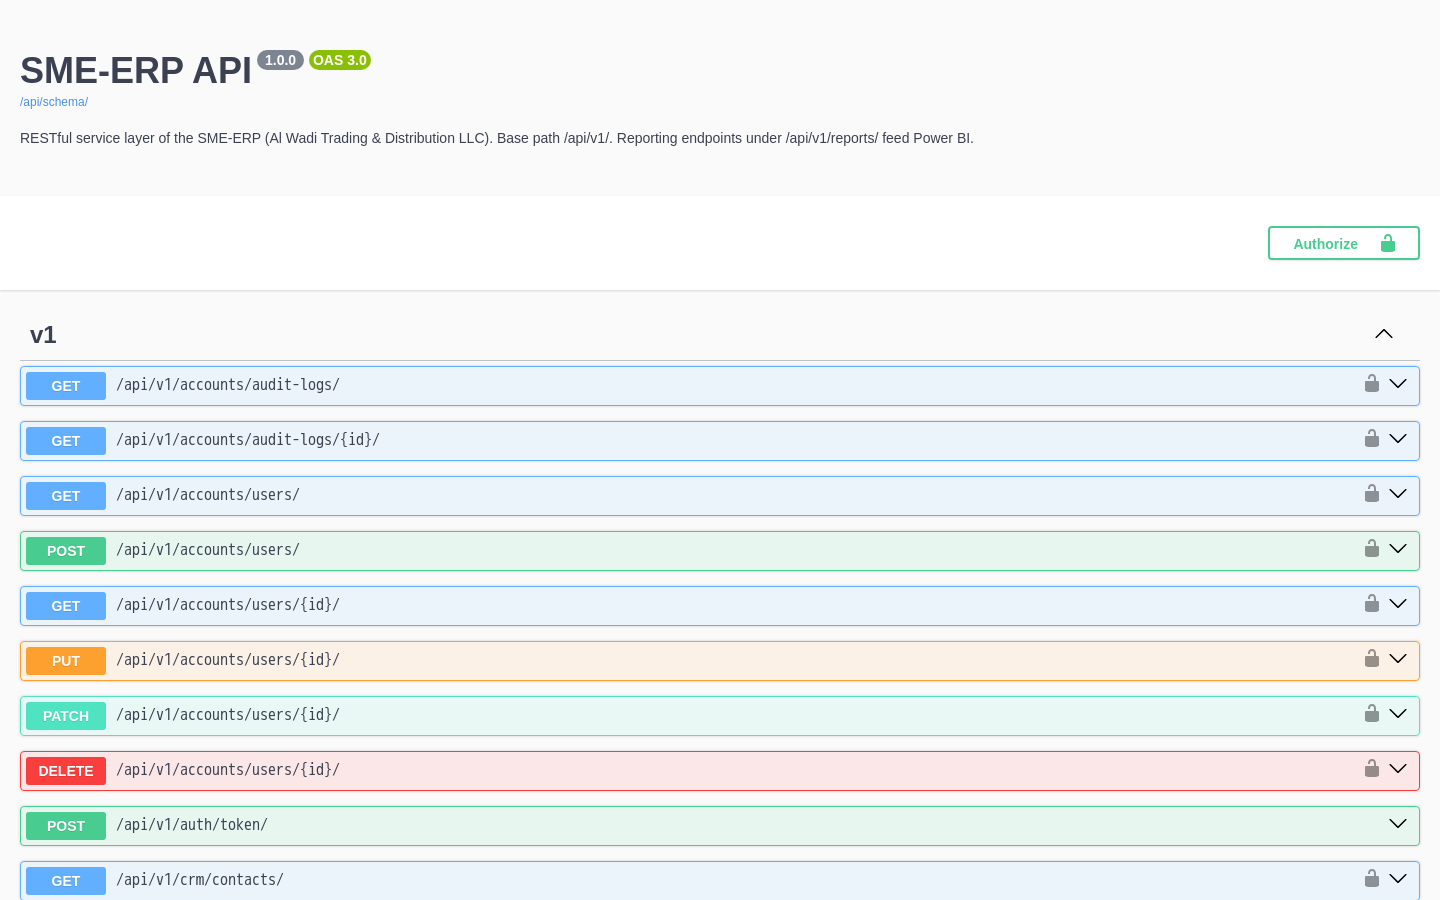 SME-ERP API 1.0.0 OAS 3.0
/api/schema/
RESTful service layer of the SME-ERP (Al Wadi Trading & Distribution LLC). Base path /api/v1/. Reporting endpoints under /api/v1/reports/ feed Power BI.
Authorize
v1
GET /api/v1/accounts/audit-logs/
GET /api/v1/accounts/audit-logs/{id}/
GET /api/v1/accounts/users/
POST /api/v1/accounts/users/
GET /api/v1/accounts/users/{id}/
PUT /api/v1/accounts/users/{id}/
PATCH /api/v1/accounts/users/{id}/
DELETE /api/v1/accounts/users/{id}/
POST /api/v1/auth/token/
GET /api/v1/crm/contacts/